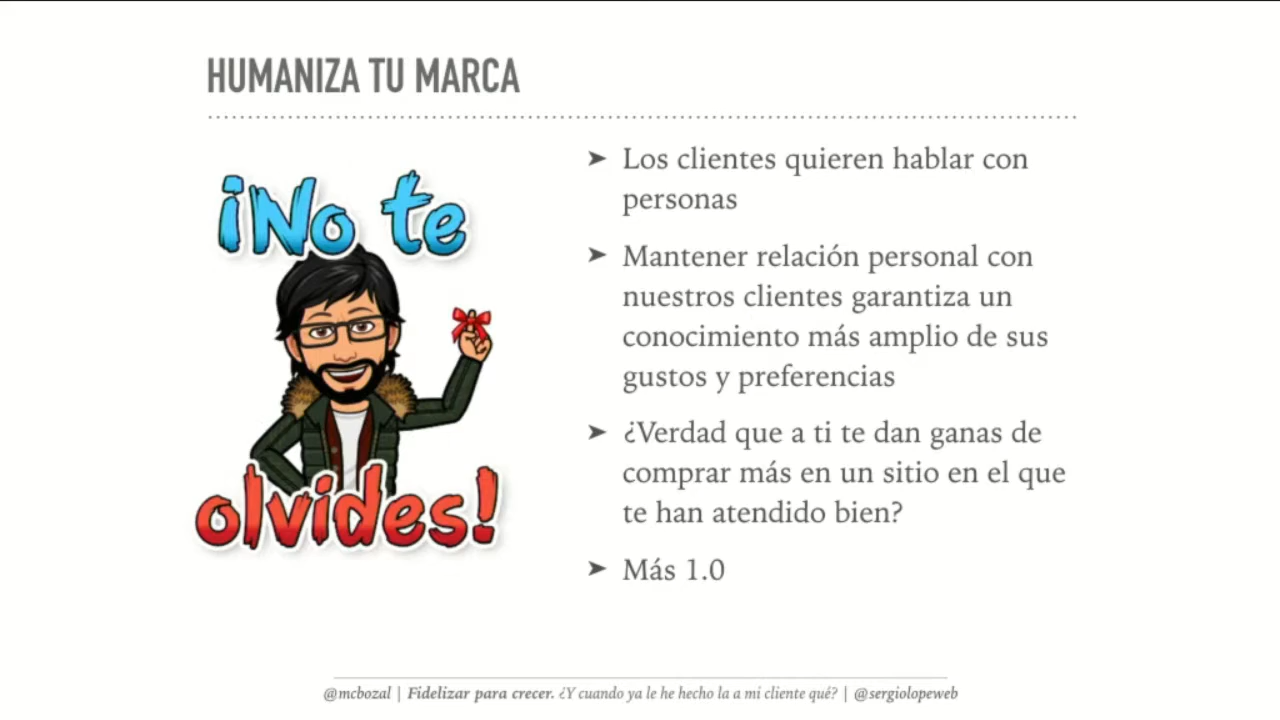 HUMANIZA TU MARCA
¡No te
olvides!
➤ Los clientes quieren hablar con
personas
➤ Mantener relación personal con
nuestros clientes garantiza un
conocimiento más amplio de sus
gustos y preferencias
➤ ¿Verdad que a ti te dan ganas de
comprar más en un sitio en el que
te han atendido bien?
➤ Más 1.0
@mcbozal | Fidelizar para crecer. ¿Y cuando ya le he hecho la a mi cliente qué? | @sergiolopeweb